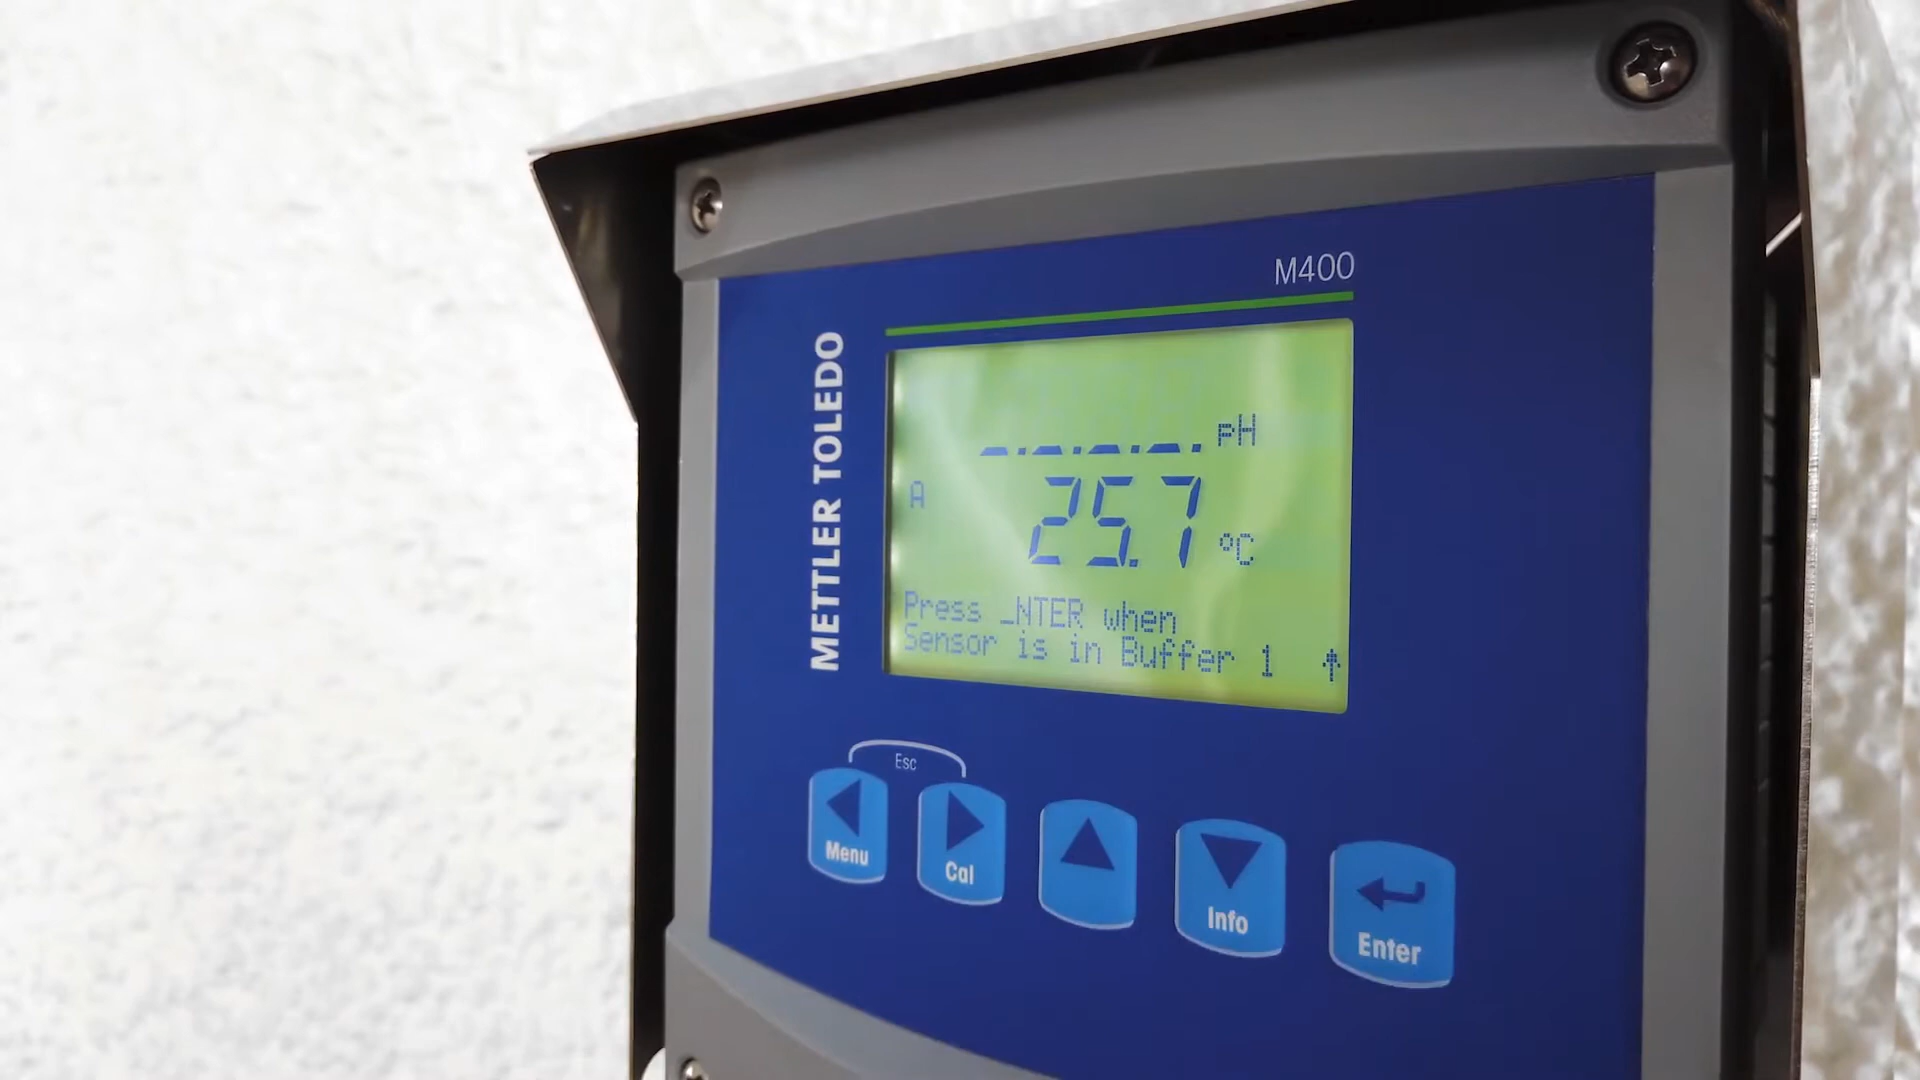 M400
METTLER TOLEDO
_._._._. pH
A 25.7 °C
Press _NTER when
Sensor is in Buffer 1 ↑
Esc
Menu
Cal
Info
Enter